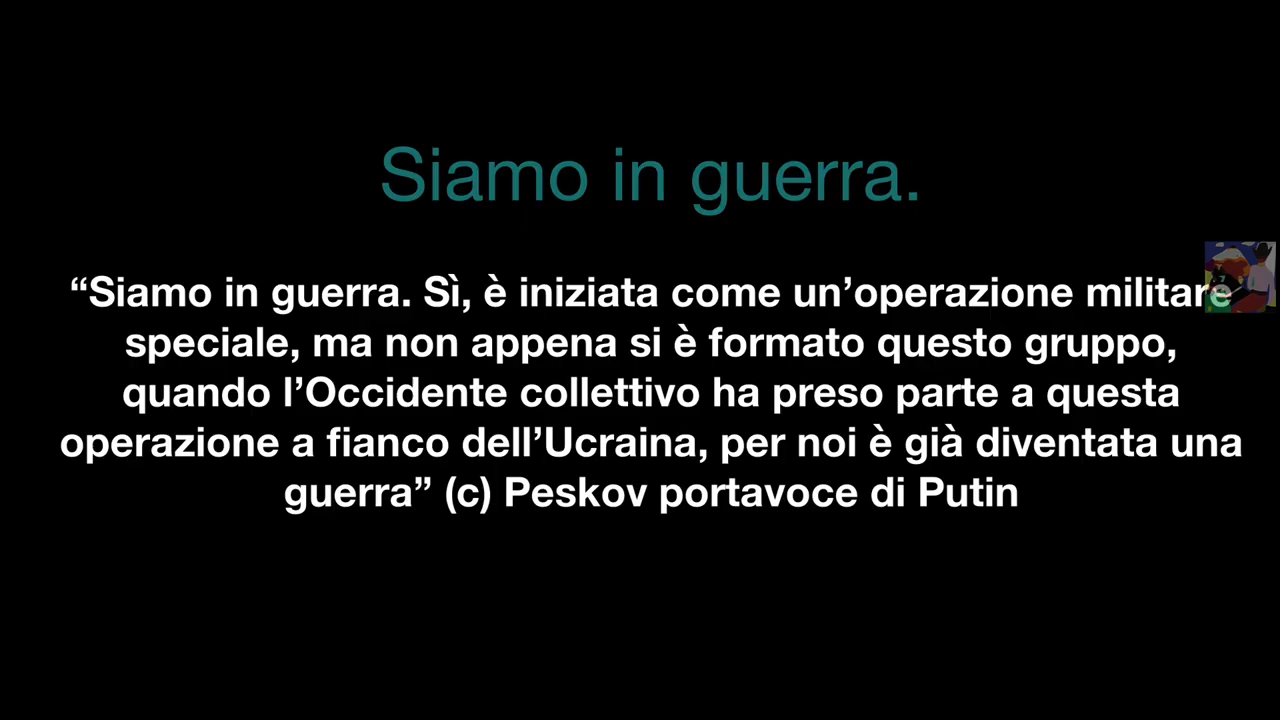 Siamo in guerra.
“Siamo in guerra. Sì, è iniziata come un’operazione militare
speciale, ma non appena si è formato questo gruppo,
quando l’Occidente collettivo ha preso parte a questa
operazione a fianco dell’Ucraina, per noi è già diventata una
guerra” (c) Peskov portavoce di Putin